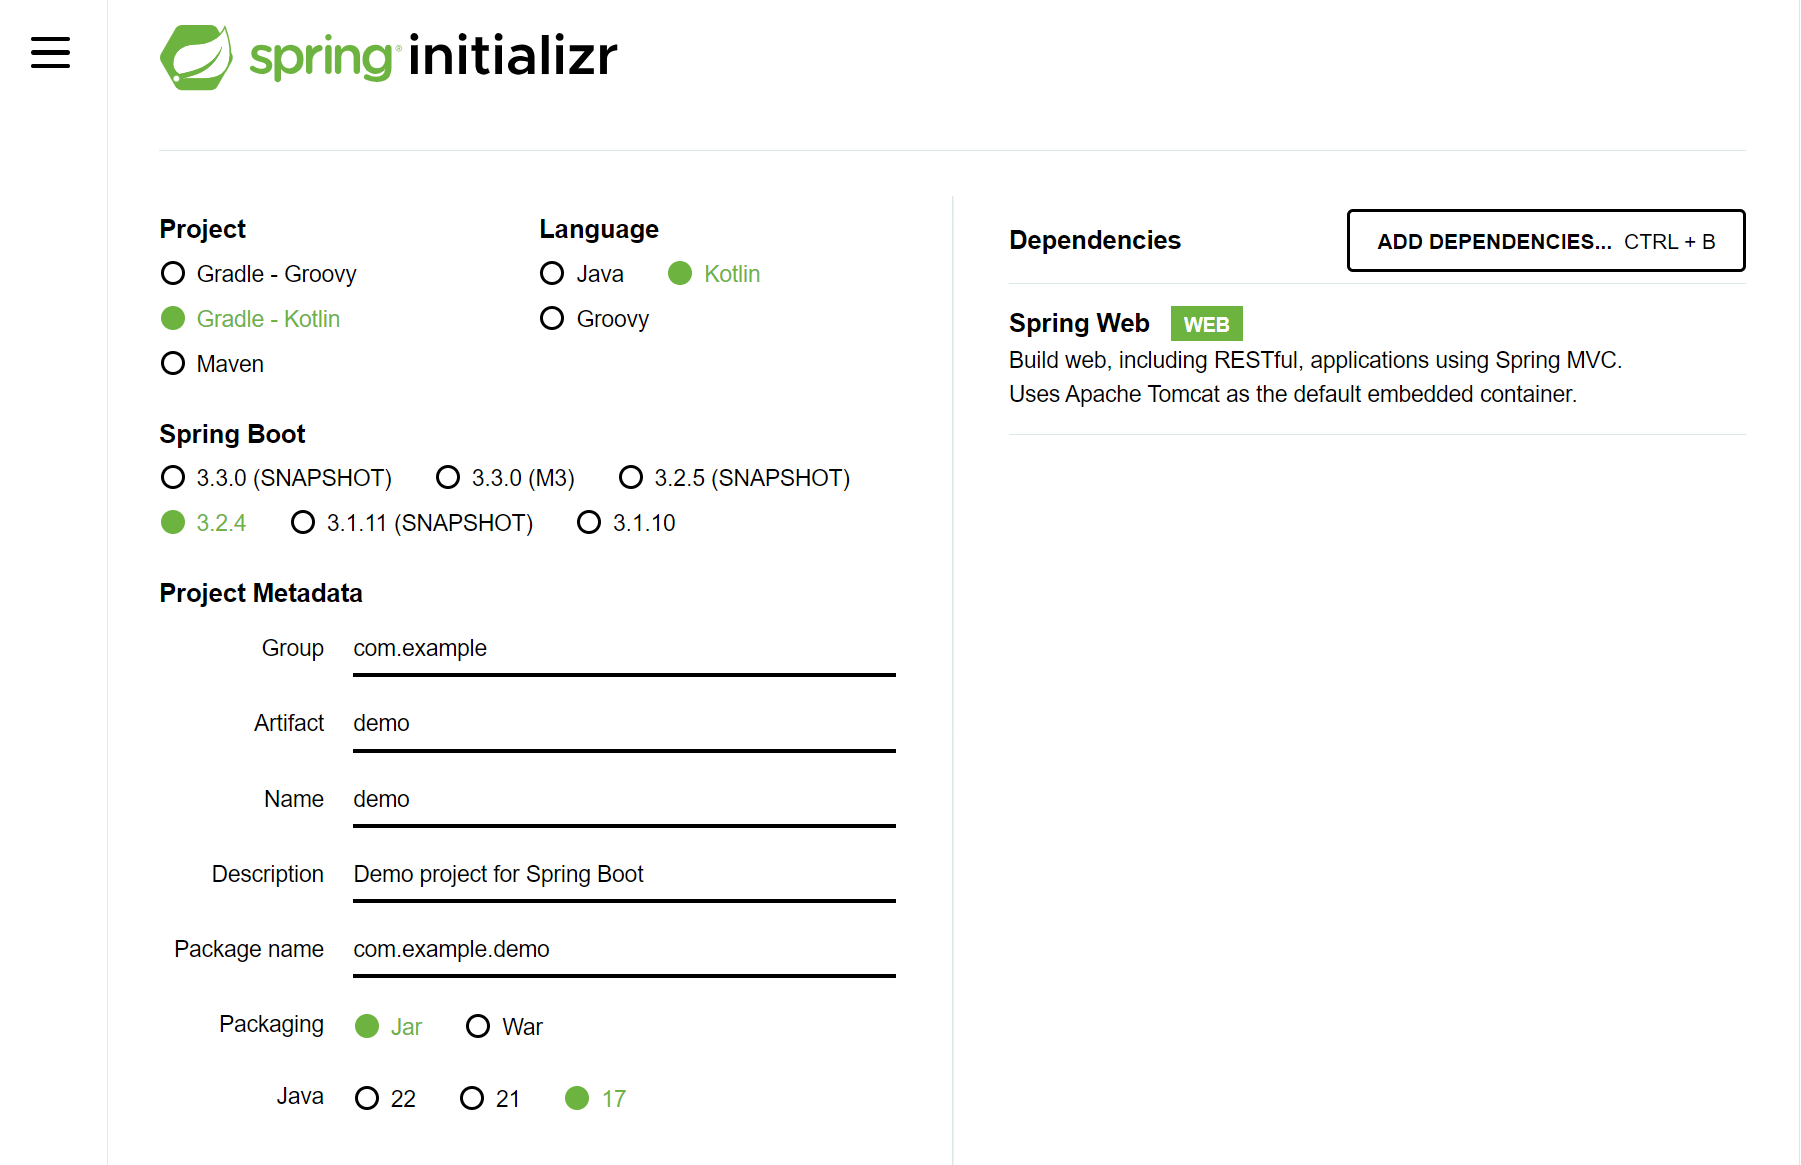 spring initializr
Project
Gradle - Groovy
Gradle - Kotlin
Maven
Language
Java Kotlin
Groovy
Spring Boot
3.3.0 (SNAPSHOT) 3.3.0 (M3) 3.2.5 (SNAPSHOT)
3.2.4 3.1.11 (SNAPSHOT) 3.1.10
Project Metadata
Group com.example
Artifact demo
Name demo
Description Demo project for Spring Boot
Package name com.example.demo
Packaging Jar War
Java 22 21 17
Dependencies ADD DEPENDENCIES... CTRL + B
Spring Web WEB
Build web, including RESTful, applications using Spring MVC.
Uses Apache Tomcat as the default embedded container.